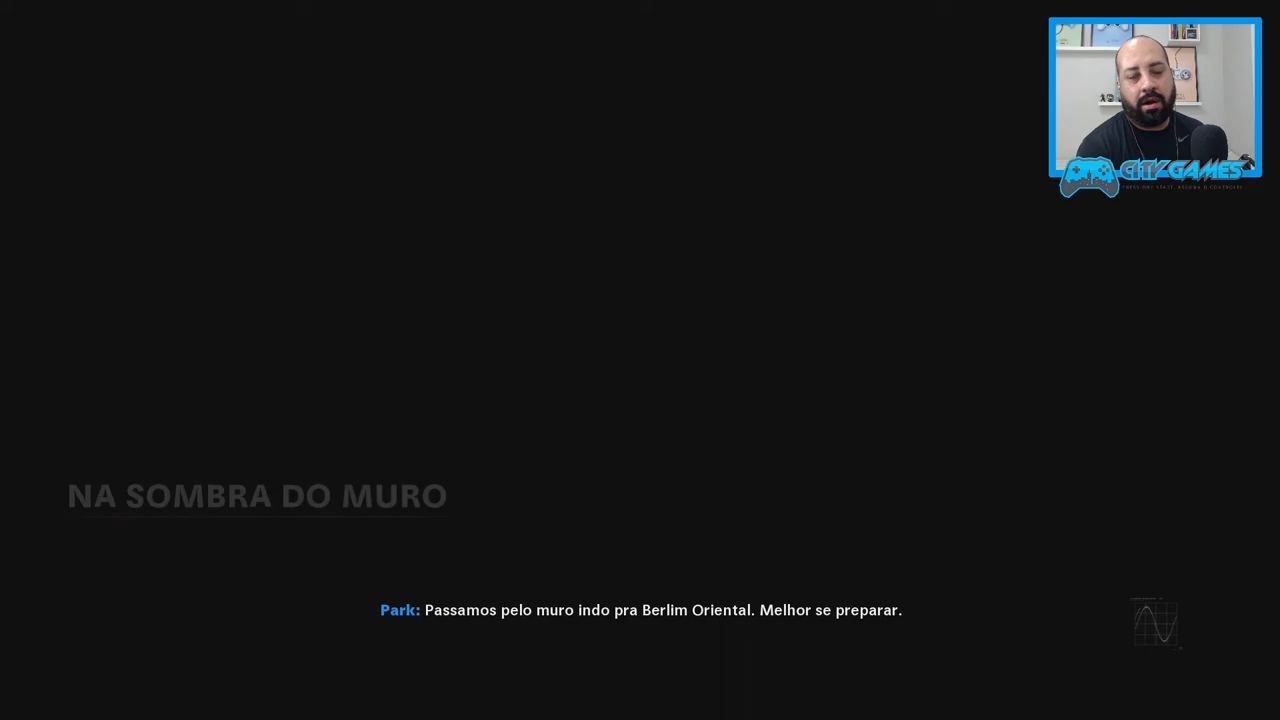 CITY GAMES
NA SOMBRA DO MURO
Park: Passamos pelo muro indo pra Berlim Oriental. Melhor se preparar.